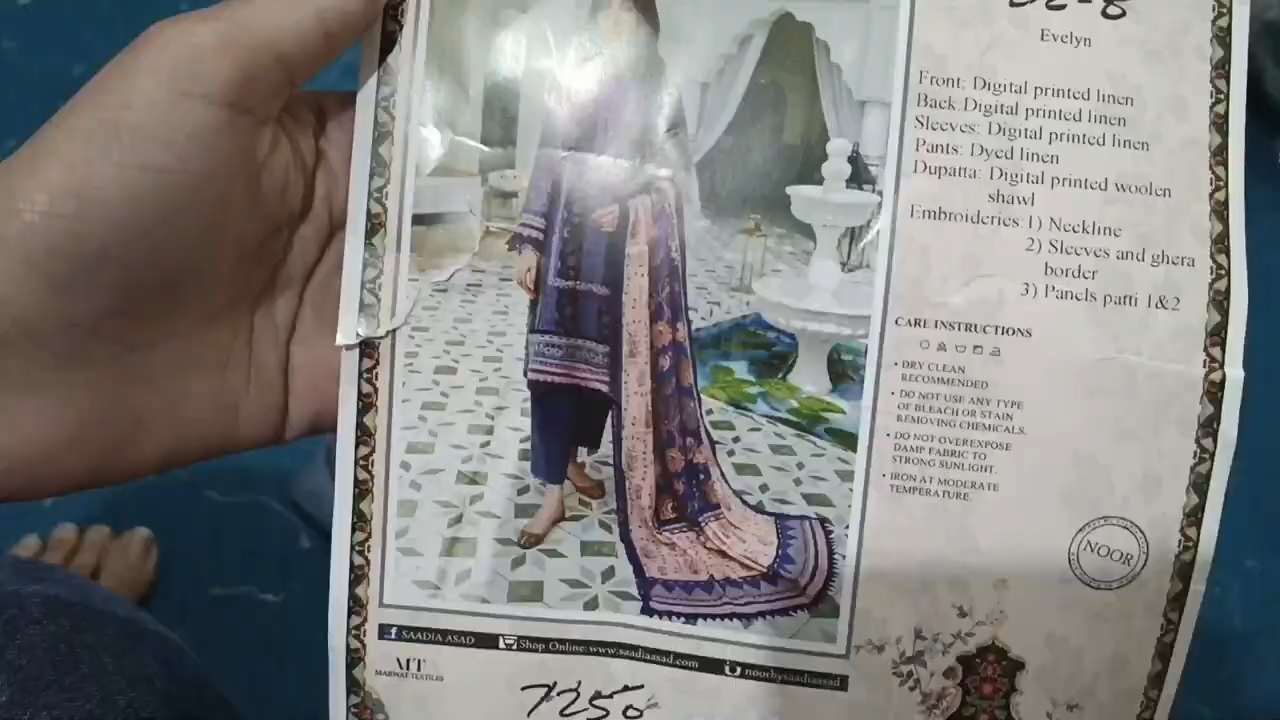 Evelyn
Front: Digital printed linen
Back:Digital printed linen
Sleeves: Digital printed linen
Pants: Dyed linen
Dupatta: Digital printed woolen
shawl
Embroideries:1) Neckline
2) Sleeves and ghera
border
3) Panels patti 1&2
CARE INSTRUCTIONS
• DRY CLEAN
RECOMMENDED
• DO NOT USE ANY TYPE
OF BLEACH OR STAIN
REMOVING CHEMICALS.
• DO NOT OVEREXPOSE
DAMP FABRIC TO
STRONG SUNLIGHT.
• IRON AT MODERATE
TEMPERATURE.
NOOR
f SAADIA ASAD
Shop Online: www.saadiaasad.com
noorbysaadiaasad
MT
MARWAT TEXTILES
7250